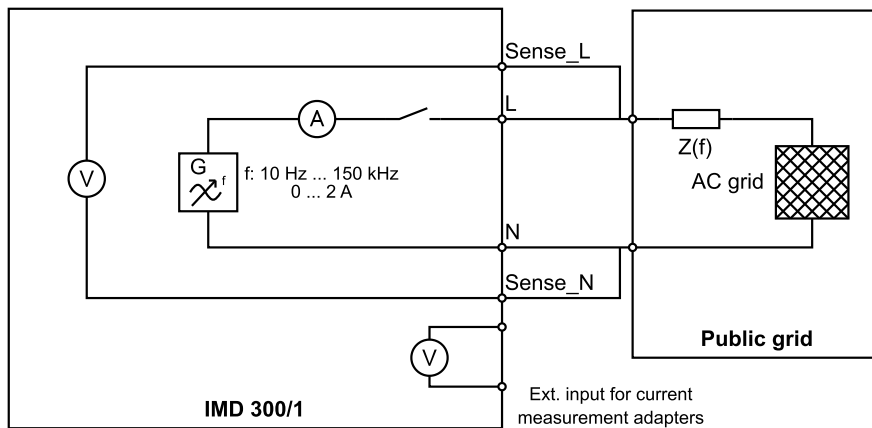 Sense_L
L
A
Z(f)
AC grid
V
G
f
f: 10 Hz ... 150 kHz
0 ... 2 A
N
Sense_N
V
Public grid
IMD 300/1
Ext. input for current
measurement adapters